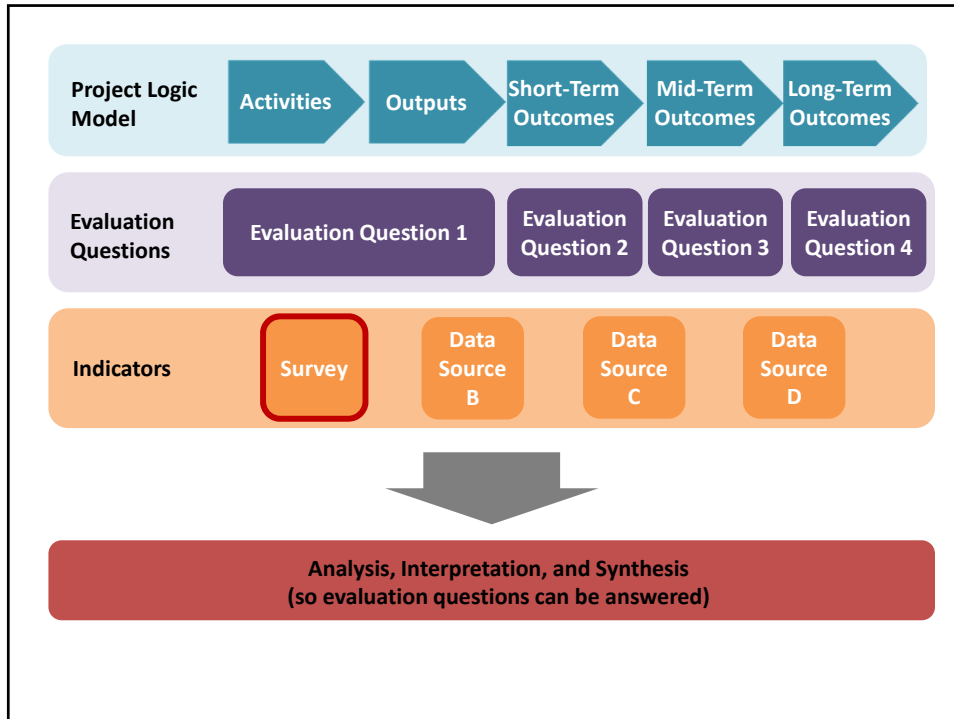 Project Logic
Model
Activities
Outputs
Short-Term
Outcomes
Mid-Term
Outcomes
Long-Term
Outcomes
Evaluation
Questions
Evaluation Question 1
Evaluation
Question 2
Evaluation
Question 3
Evaluation
Question 4
Indicators
Survey
Data
Source
B
Data
Source
C
Data
Source
D
Analysis, Interpretation, and Synthesis
(so evaluation questions can be answered)